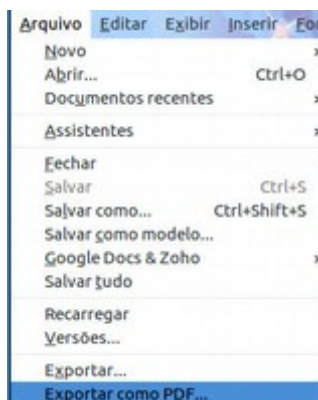 Arquivo Editar Exibir Inserir
Novo
Abrir... Ctrl+O
Documentos recentes
Assistentes
Fechar
Salvar Ctrl+S
Salvar como... Ctrl+Shift+S
Salvar como modelo...
Google Docs & Zoho
Salvar tudo
Recarregar
Versões...
Exportar...
Exportar como PDF...